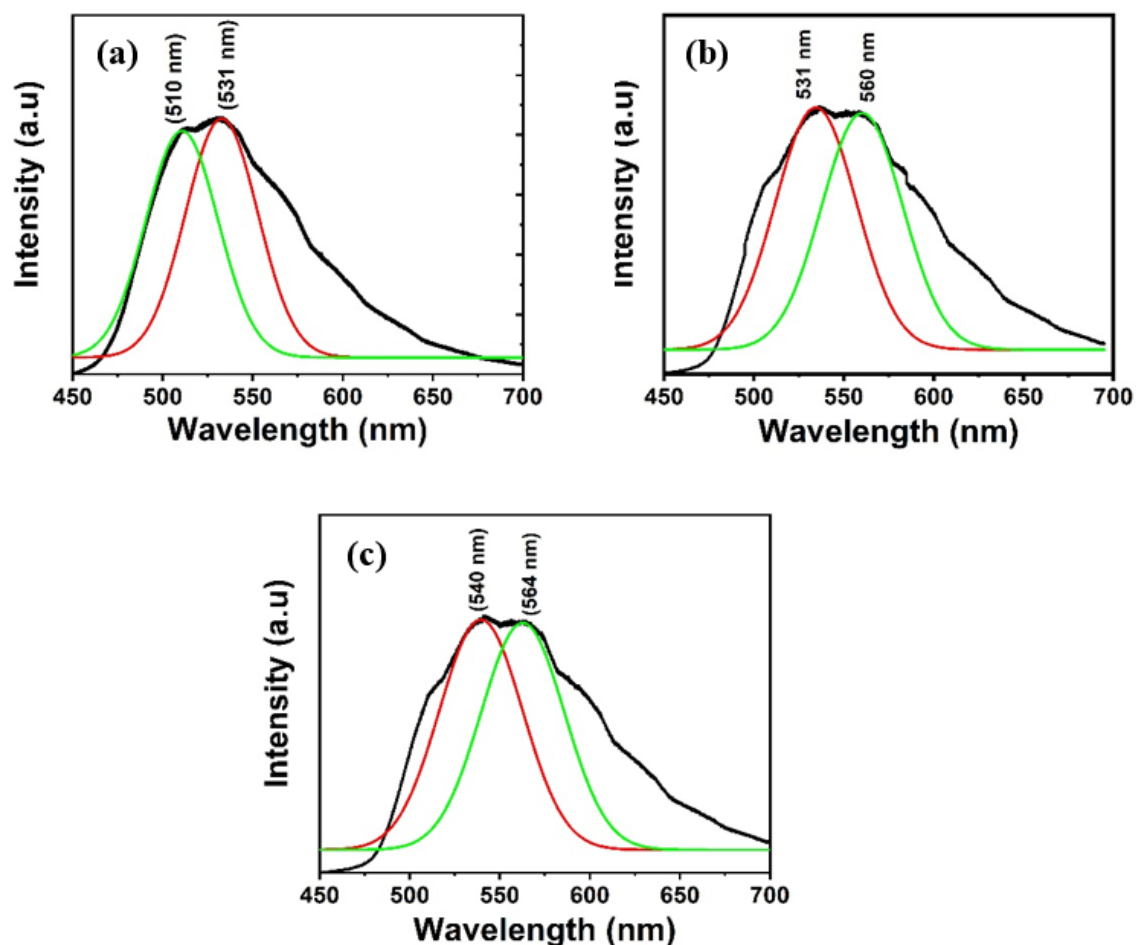 (a)
(510 nm)
(531 nm)
Intensity (a.u)
450 500 550 600 650 700
Wavelength (nm)
(b)
531 nm
560 nm
Intensity (a.u)
450 500 550 600 650 700
Wavelength (nm)
(c)
(540 nm)
(564 nm)
Intensity (a.u)
450 500 550 600 650 700
Wavelength (nm)